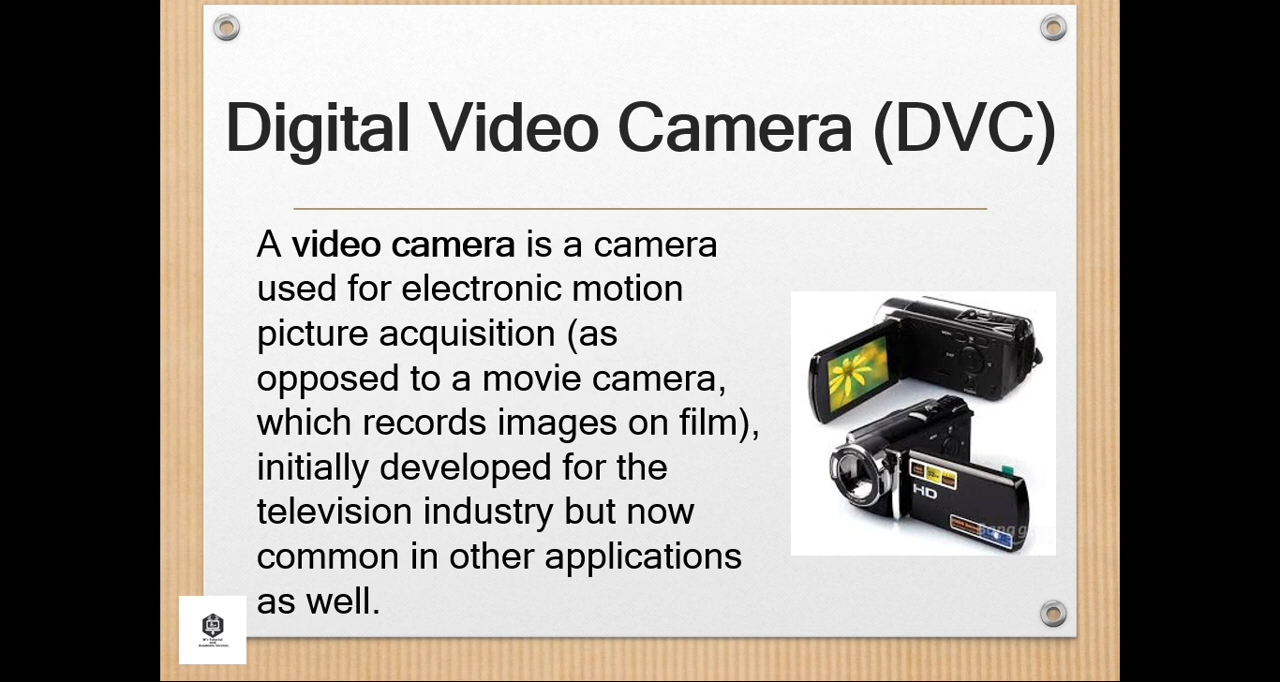 Digital Video Camera (DVC)
A video camera is a camera
used for electronic motion
picture acquisition (as
opposed to a movie camera,
which records images on film),
initially developed for the
television industry but now
common in other applications
as well.
HD